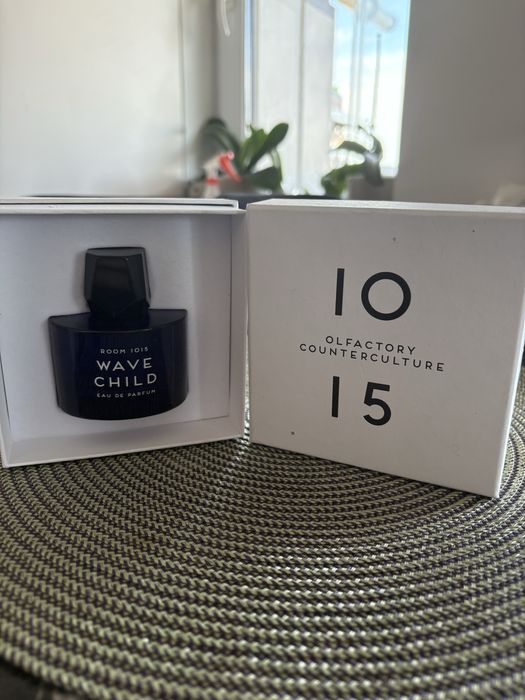 ROOM 1015
WAVE
CHILD
EAU DE PARFUM
10
OLFACTORY
COUNTERCULTURE
15